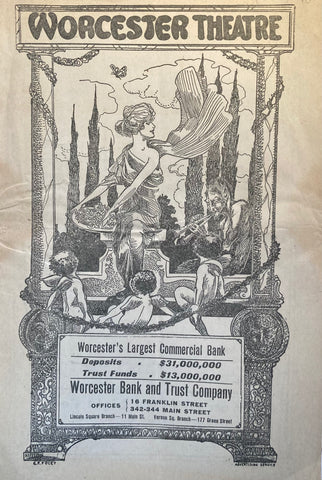 WORCESTER THEATRE
Worcester's Largest Commercial Bank
Deposits . $31,000,000
Trust Funds . $13,000,000
Worcester Bank and Trust Company
OFFICES { 16 FRANKLIN STREET
342-344 MAIN STREET
Lincoln Square Branch—11 Main St. Vernon Sq. Branch—177 Green Street
ADVERTISING SERVICE